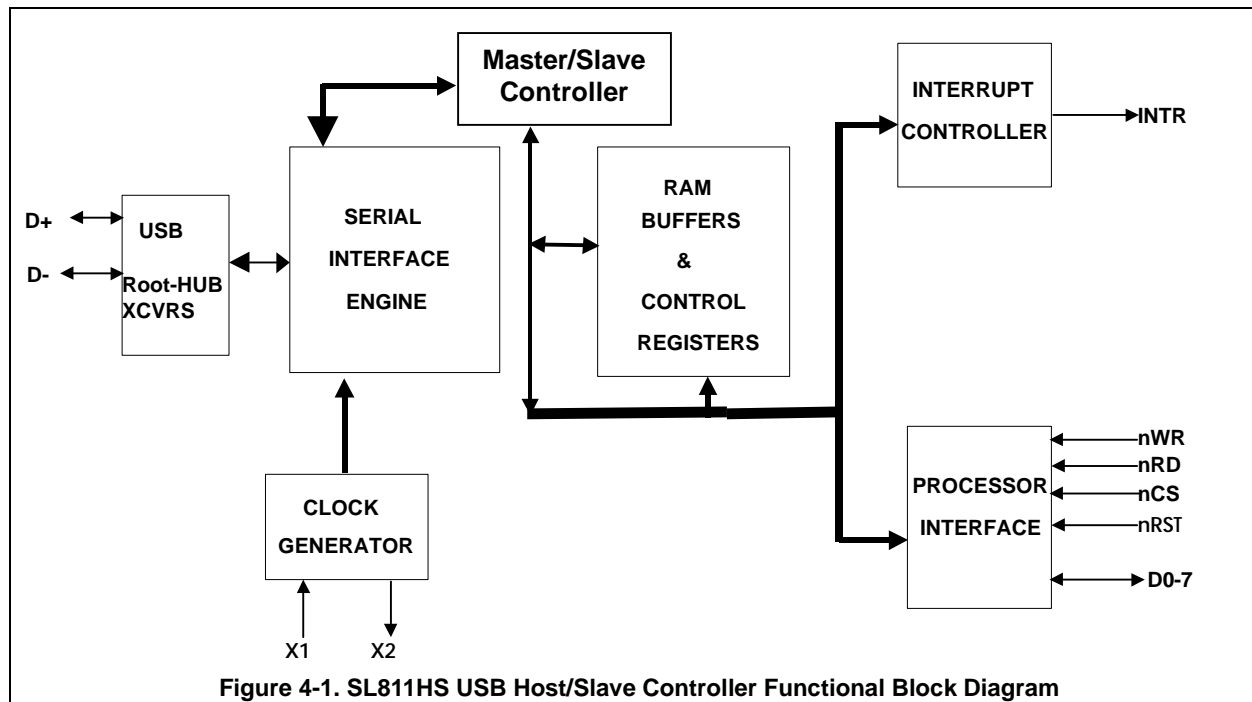 Master/Slave
Controller
INTERRUPT
CONTROLLER
INTR
D+
D-
USB
Root-HUB
XCVRS
SERIAL
INTERFACE
ENGINE
RAM
BUFFERS
&
CONTROL
REGISTERS
CLOCK
GENERATOR
X1
X2
PROCESSOR
INTERFACE
nWR
nRD
nCS
nRST
D0-7
Figure 4-1. SL811HS USB Host/Slave Controller Functional Block Diagram